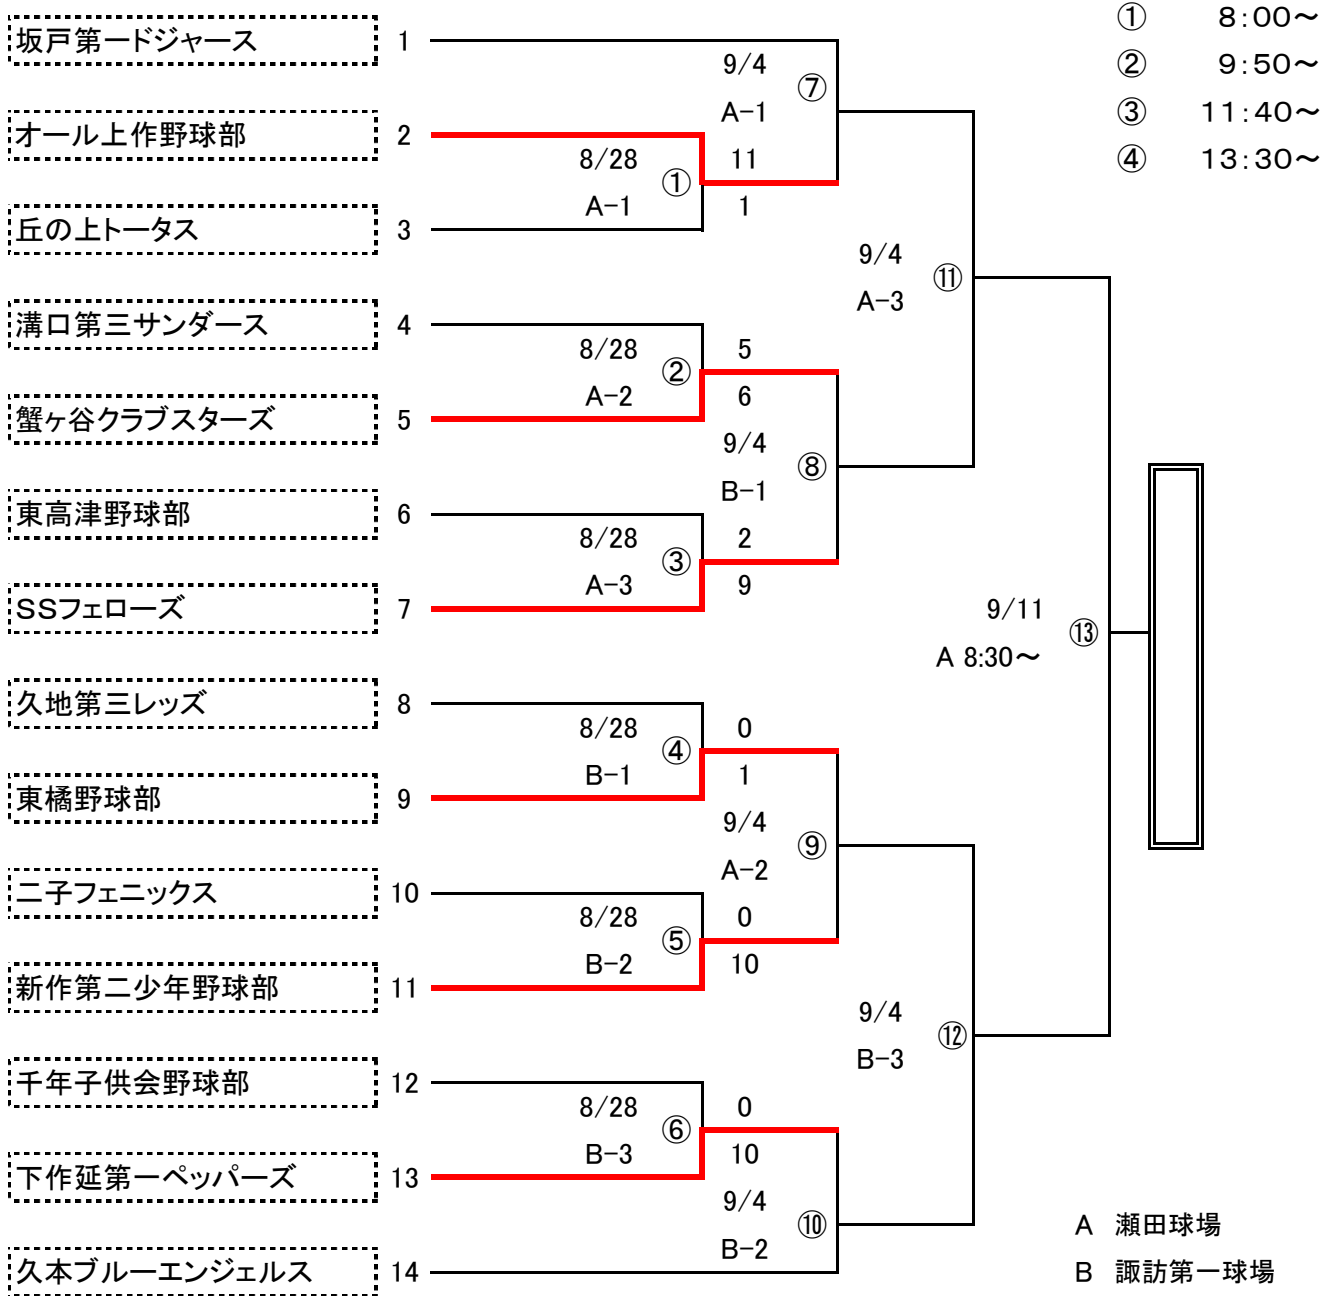 ① 8:00～
坂戸第一ドジャース 1
9/4
② 9:50～
⑦
A-1
③ 11:40～
オール上作野球部 2
8/28 11
④ 13:30～
①
A-1 1
丘の上トータス 3
9/4
⑪
A-3
溝口第三サンダース 4
8/28 5
②
A-2 6
蟹ヶ谷クラブスターズ 5
9/4
⑧
B-1
東高津野球部 6
8/28 2
③
A-3 9
SSフェローズ 7
9/11
⑬
A 8:30～
久地第三レッズ 8
8/28 0
④
B-1 1
東橘野球部 9
9/4
⑨
A-2
二子フェニックス 10
8/28 0
⑤
B-2 10
新作第二少年野球部 11
9/4
⑫
B-3
千年子供会野球部 12
8/28 0
⑥
B-3 10
下作延第一ペッパーズ 13
9/4
⑩
B-2
A 瀬田球場
久本ブルーエンジェルス 14
B 諏訪第一球場